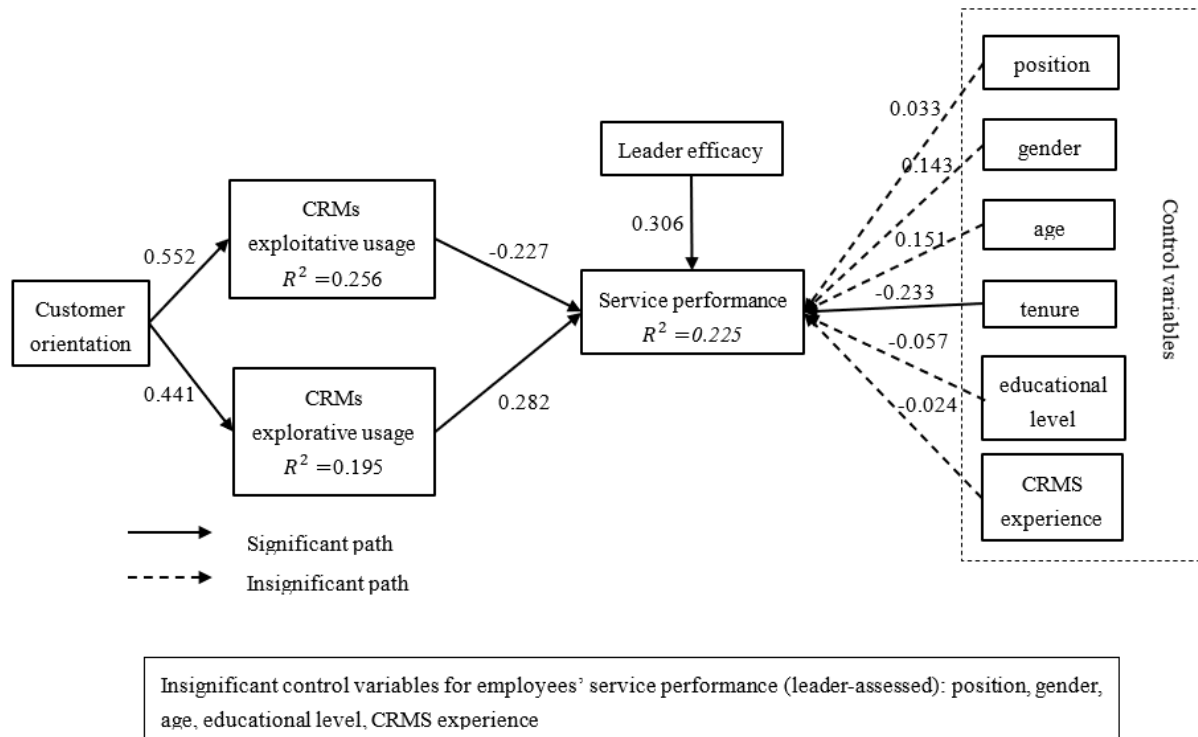 position
0.033
Leader efficacy
gender
0.143
CRMs
exploitative usage
R² =0.256
0.306
age
0.151
0.552
-0.227
Customer
orientation
Service performance
R² =0.225
-0.233
tenure
Control variables
-0.057
0.441
CRMs
explorative usage
R² =0.195
0.282
educational
level
-0.024
CRMS
experience
Significant path
Insignificant path
Insignificant control variables for employees’ service performance (leader-assessed): position, gender,
age, educational level, CRMS experience